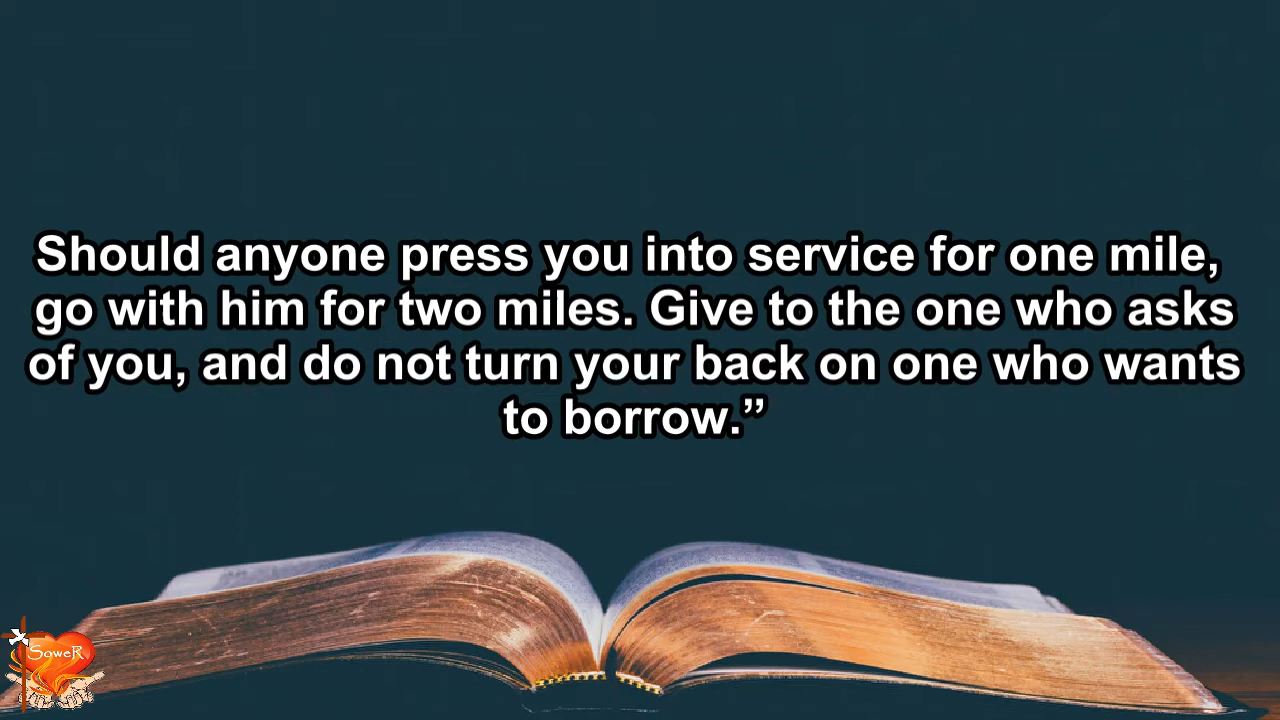 Should anyone press you into service for one mile,
go with him for two miles. Give to the one who asks
of you, and do not turn your back on one who wants
to borrow.”
SoweR